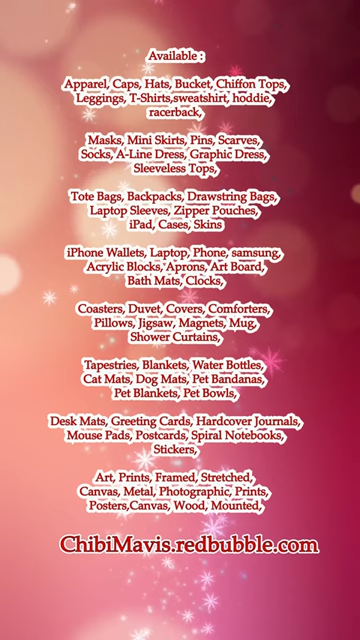 Available :
Apparel, Caps, Hats, Bucket, Chiffon Tops,
Leggings, T-Shirts,sweatshirt, hoddie,
racerback,
Masks, Mini Skirts, Pins, Scarves,
Socks, A-Line Dress, Graphic Dress,
Sleeveless Tops,
Tote Bags, Backpacks, Drawstring Bags,
Laptop Sleeves, Zipper Pouches,
iPad, Cases, Skins
iPhone Wallets, Laptop, Phone, samsung,
Acrylic Blocks, Aprons, Art Board,
Bath Mats, Clocks,
Coasters, Duvet, Covers, Comforters,
Pillows, Jigsaw, Magnets, Mug,
Shower Curtains,
Tapestries, Blankets, Water Bottles,
Cat Mats, Dog Mats, Pet Bandanas,
Pet Blankets, Pet Bowls,
Desk Mats, Greeting Cards, Hardcover Journals,
Mouse Pads, Postcards, Spiral Notebooks,
Stickers,
Art, Prints, Framed, Stretched,
Canvas, Metal, Photographic, Prints,
Posters,Canvas, Wood, Mounted,
ChibiMavis.redbubble.com